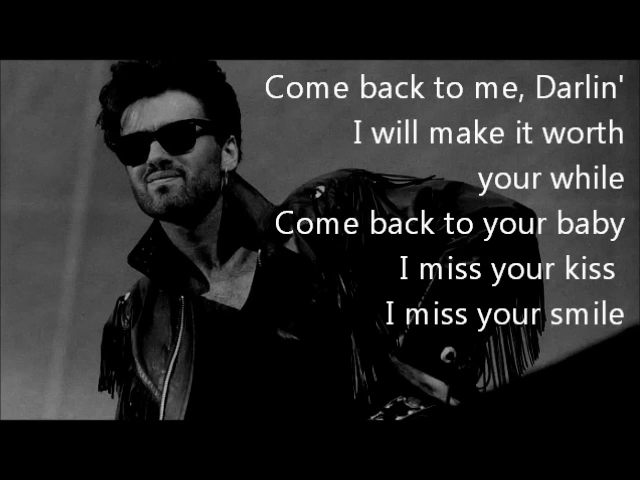 Come back to me, Darlin'
I will make it worth
your while
Come back to your baby
I miss your kiss
I miss your smile